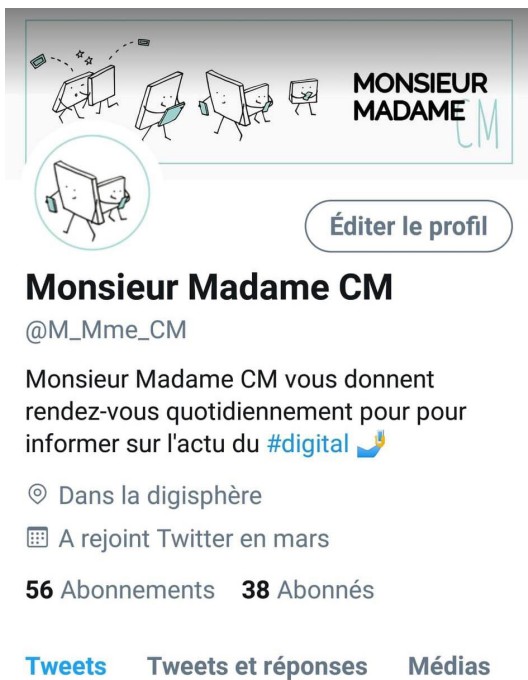 MONSIEUR
MADAME
CM
Éditer le profil
Monsieur Madame CM
@M_Mme_CM
Monsieur Madame CM vous donnent
rendez-vous quotidiennement pour pour
informer sur l'actu du #digital 🤳
Dans la digisphère
A rejoint Twitter en mars
56 Abonnements 38 Abonnés
Tweets Tweets et réponses Médias